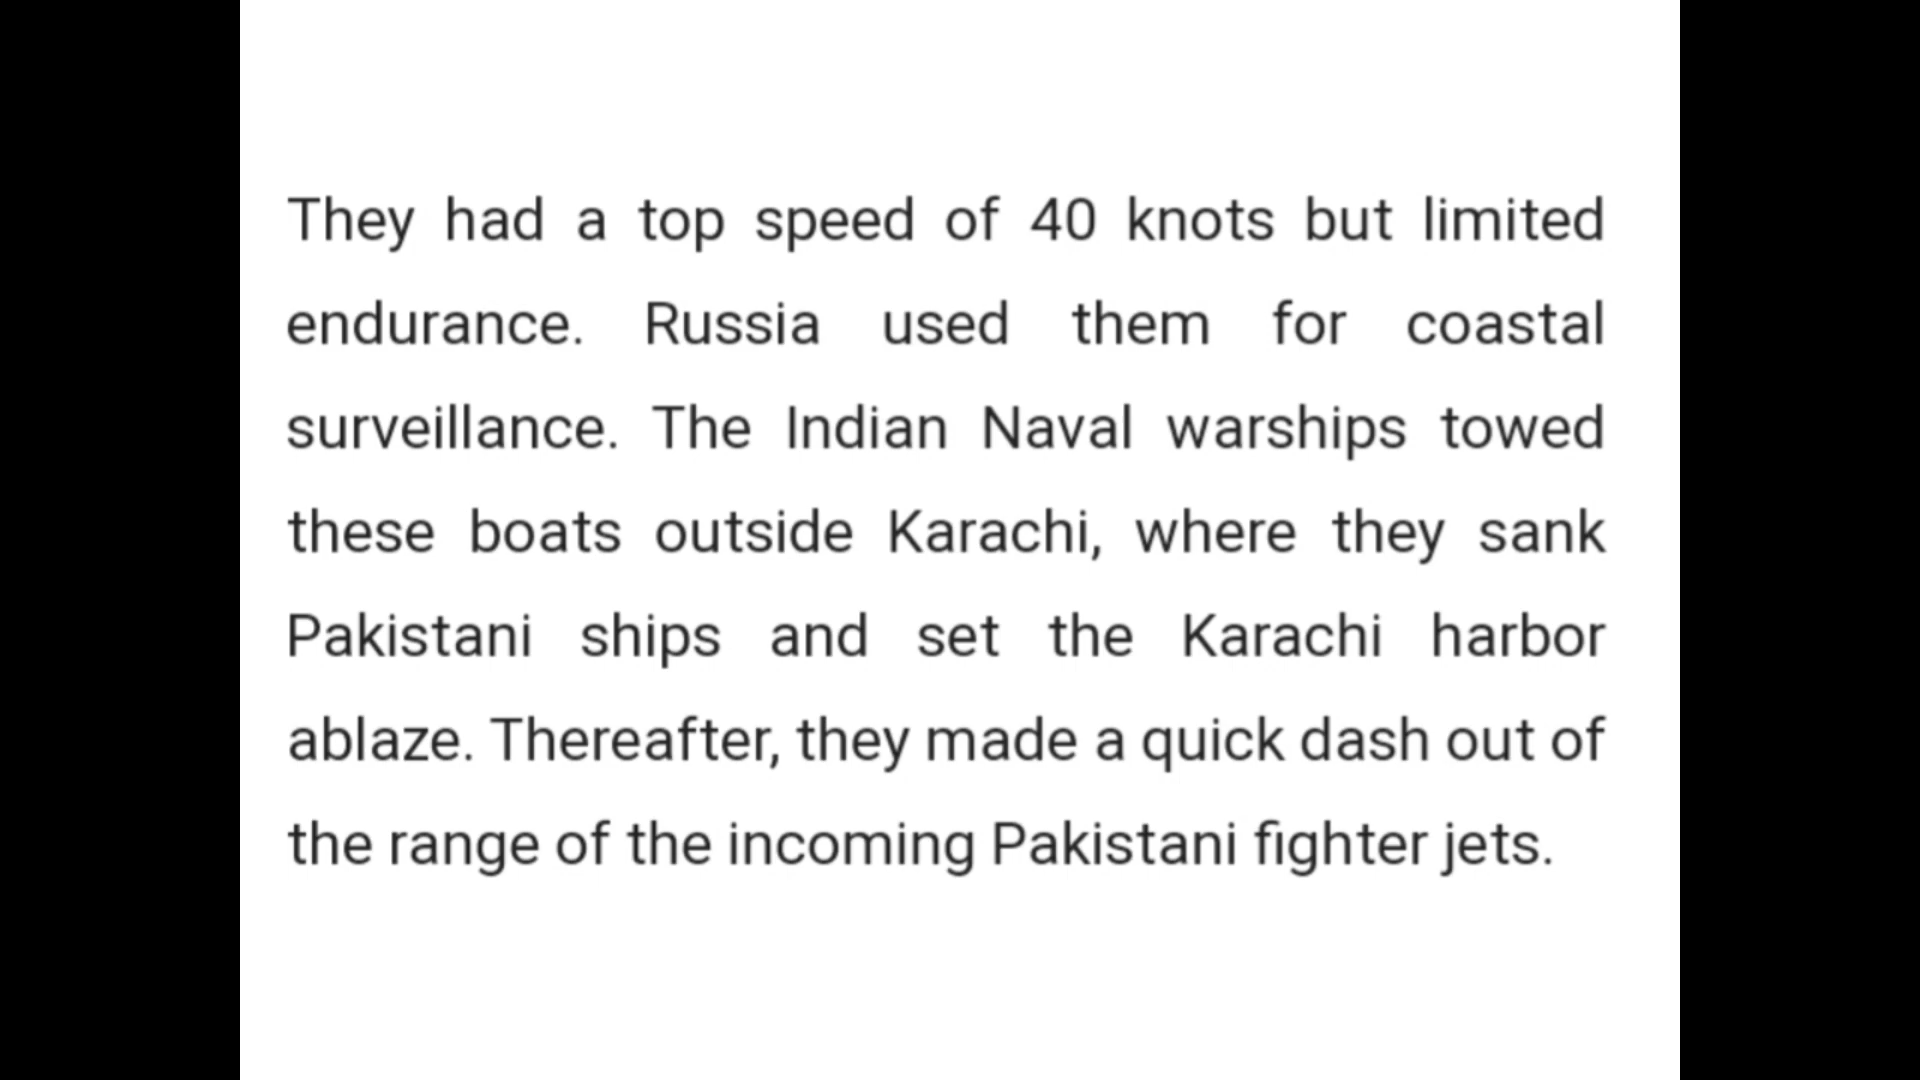 They had a top speed of 40 knots but limited
endurance. Russia used them for coastal
surveillance. The Indian Naval warships towed
these boats outside Karachi, where they sank
Pakistani ships and set the Karachi harbor
ablaze. Thereafter, they made a quick dash out of
the range of the incoming Pakistani fighter jets.